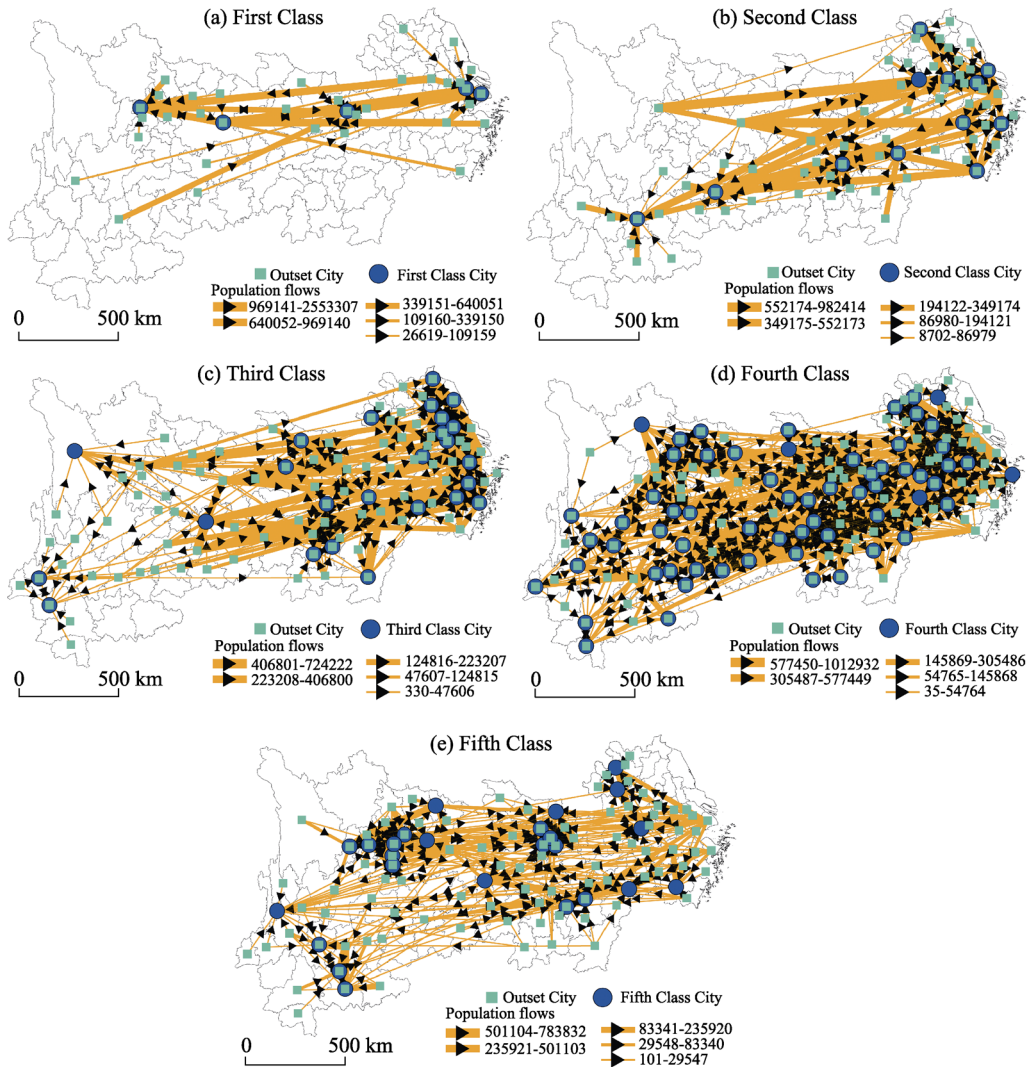 (a) First Class
Outset City First Class City
Population flows
969141-2553307 339151-640051
640052-969140 109160-339150
26619-109159
0 500 km
(b) Second Class
Outset City Second Class City
Population flows
552174-982414 194122-349174
349175-552173 86980-194121
8702-86979
0 500 km
(c) Third Class
Outset City Third Class City
Population flows
406801-724222 124816-223207
223208-406800 47607-124815
330-47606
0 500 km
(d) Fourth Class
Outset City Fourth Class City
Population flows
577450-1012932 145869-305486
305487-577449 54765-145868
35-54764
0 500 km
(e) Fifth Class
Outset City Fifth Class City
Population flows
501104-783832 83341-235920
235921-501103 29548-83340
101-29547
0 500 km